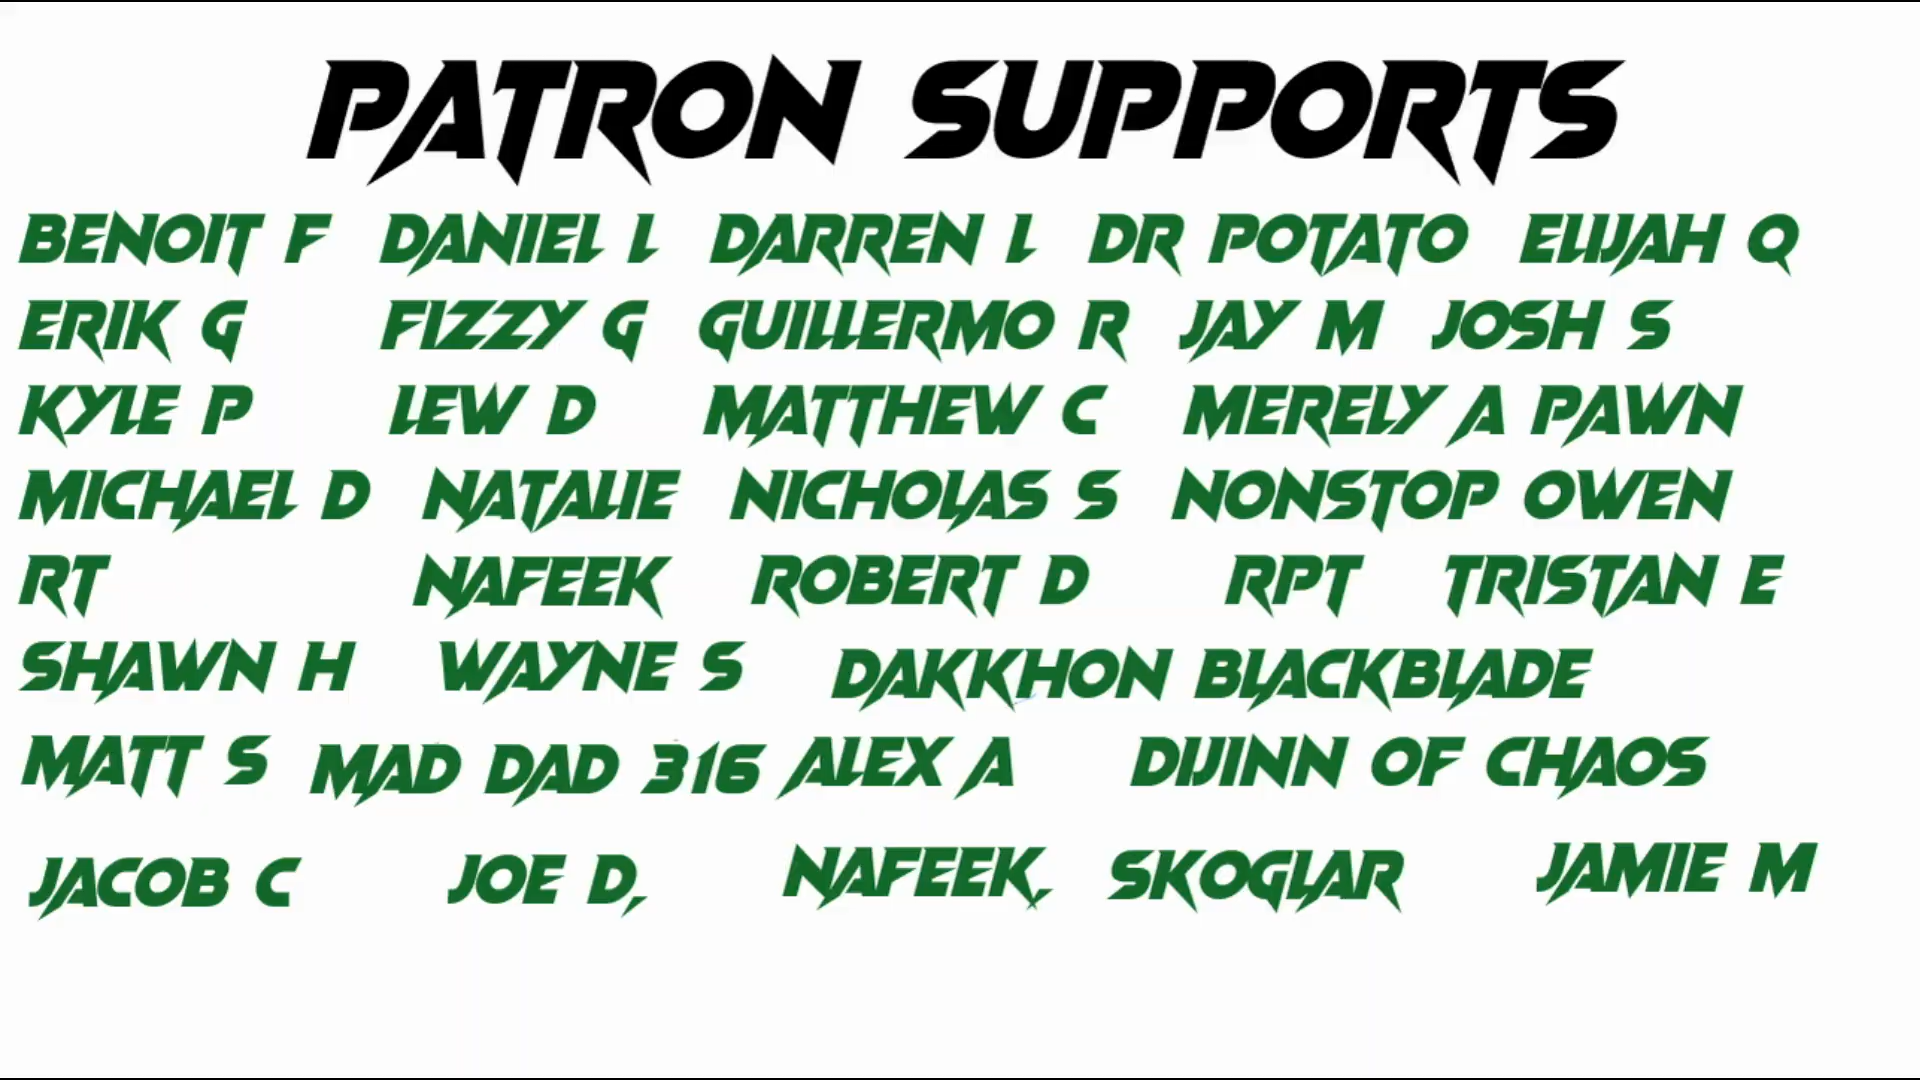 PATRON SUPPORTS
BENOIT F DANIEL L DARREN L DR POTATO ELIJAH Q
ERIK G FIZZY G GUILLERMO R JAY M JOSH S
KYLE P LEW D MATTHEW C MERELY A PAWN
MICHAEL D NATALIE NICHOLAS S NONSTOP OWEN
RT NAFEEK ROBERT D RPT TRISTAN E
SHAWN H WAYNE S DAKKHON BLACKBLADE
MATT S MAD DAD 316 ALEX A DIJINN OF CHAOS
JACOB C JOE D, NAFEEK, SKOGLAR JAMIE M